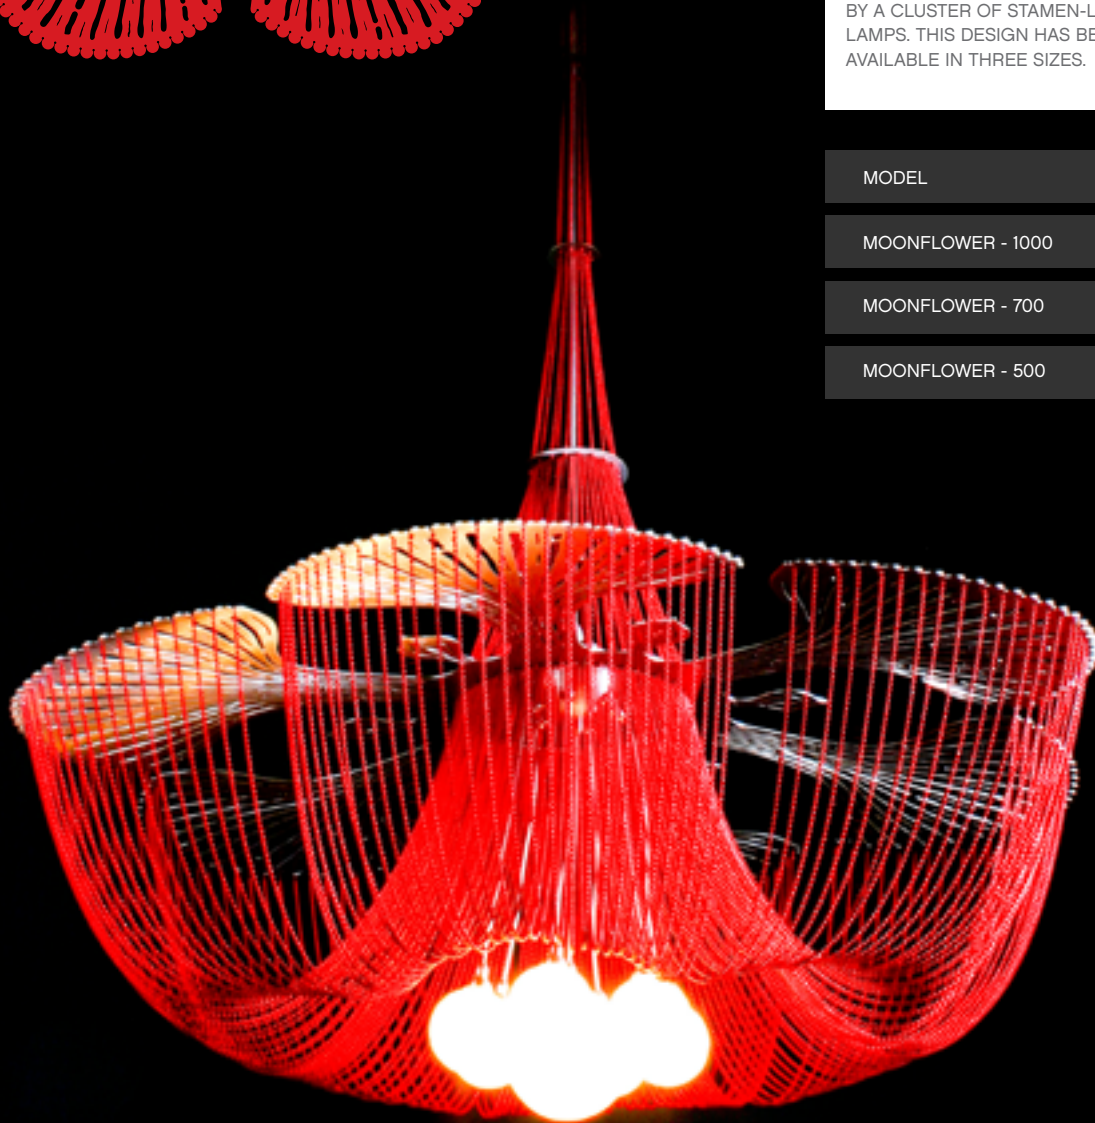 BY A CLUSTER OF STAMEN-L
LAMPS. THIS DESIGN HAS BE
AVAILABLE IN THREE SIZES.
MODEL
MOONFLOWER - 1000
MOONFLOWER - 700
MOONFLOWER - 500